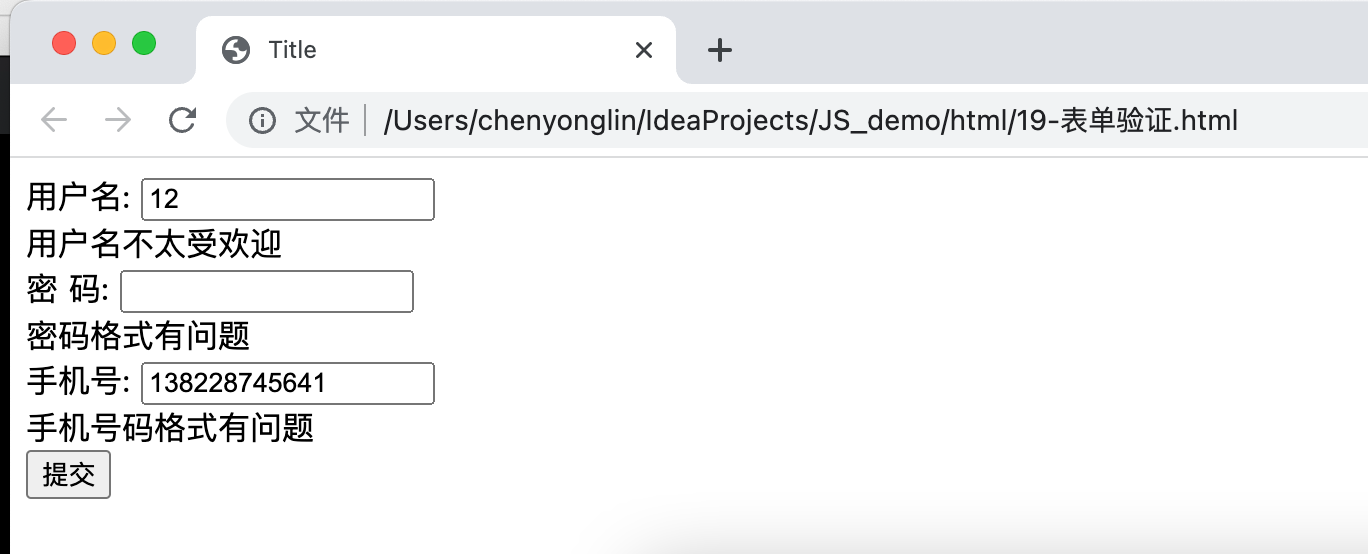 Title
文件 /Users/chenyonglin/IdeaProjects/JS_demo/html/19-表单验证.html
用户名: 12
用户名不太受欢迎
密 码:
密码格式有问题
手机号: 138228745641
手机号码格式有问题
提交